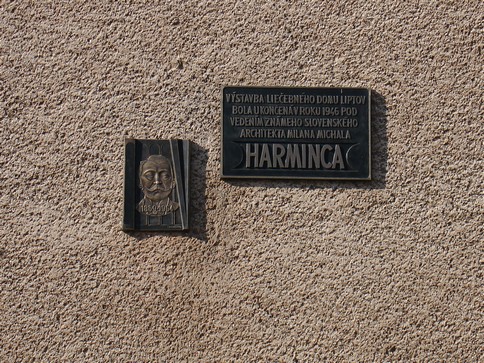 VÝSTAVBA LIEČEBNÉHO DOMU LIPTOV
BOLA UKONČENÁ V ROKU 1946 POD
VEDENÍM ZNÁMEHO SLOVENSKÉHO
ARCHITEKTA MILANA MICHALA
HARMINCA